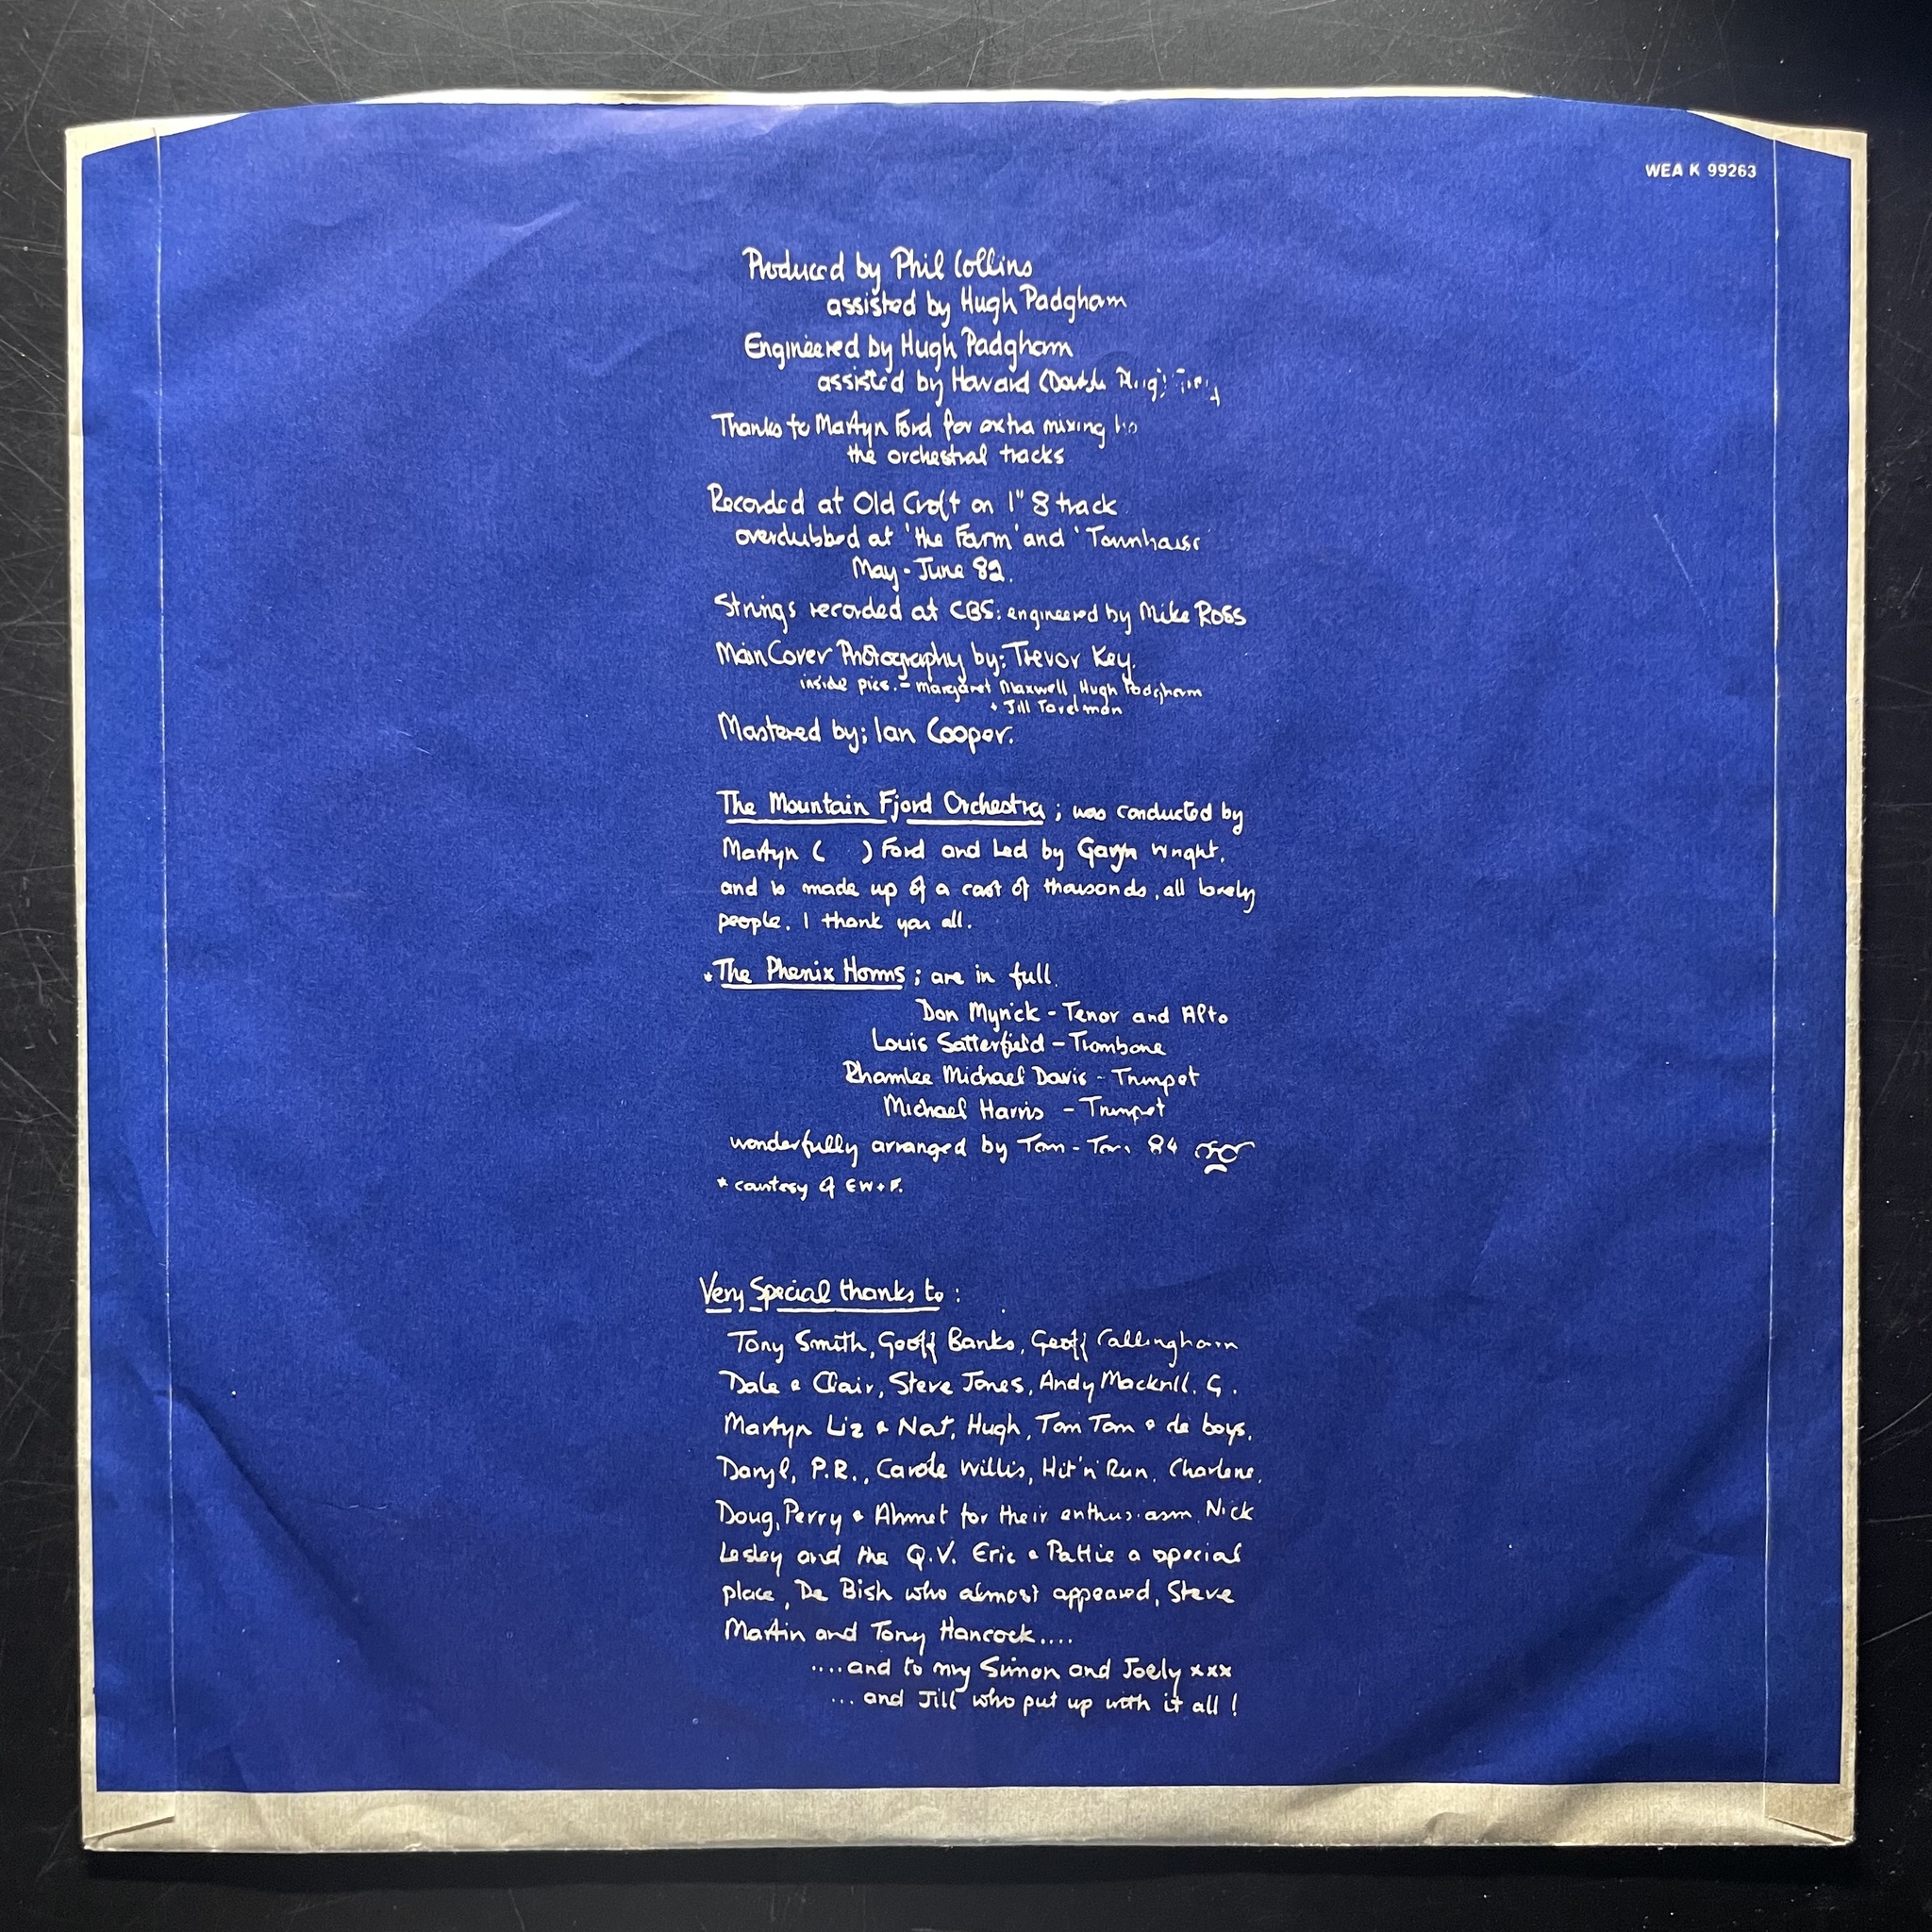 WEA K 99263
Produced by Phil Collins
assisted by Hugh Padgham
Engineered by Hugh Padgham
assisted by Howard
Thanks to Martyn Ford for extra mixing
the orchestral tracks
Recorded at Old Croft on 1" 8 track
overdubbed at 'the Farm' and 'Townhouse
May - June 82.
Strings recorded at CBS: engineered by Mike Ross
Main Cover Photography by; Trevor Key.
inside pics. - Margaret Maxwell, Hugh Padgham
+ Jill Tavelman
Mastered by; Ian Cooper.
The Mountain Fjord Orchestra ; was conducted by
Martyn (   ) Ford and Led by Gavyn Wright.
and is made up of a cast of thousands, all lovely
people. I thank you all.
*The Phenix Horns ; are in full.
Don Myrick - Tenor and Alto
Louis Satterfield - Trombone
Rhamlee Michael Davis - Trumpet
Michael Harris - Trumpet
wonderfully arranged by Tom-Tom 84
* courtesy of EW+F.
Very Special thanks to :
Tony Smith, Geoff Banks, Geoff Callingham
Dale & Clair, Steve Jones, Andy Mackrill. G.
Martyn Liz & Nat, Hugh, Tom Tom & de boys,
Daryl, P.R., Carole Willis, Hit 'n' Run, Charlene,
Doug, Perry & Ahmet for their enthusiasm, Nick
Lesley and the Q.V. Eric & Pattie a special
place, De Bish who almost appeared, Steve
Martin and Tony Hancock....
....and to my Simon and Joely xxx
... and Jill who put up with it all !